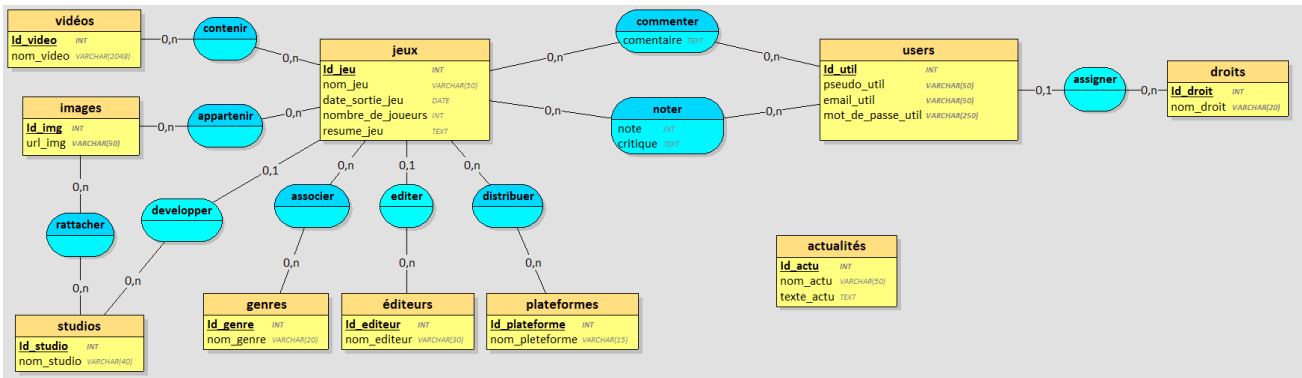 vidéos
Id_video INT
nom_video VARCHAR(2048)
0,n
contenir
0,n
images
Id_img INT
url_img VARCHAR(50)
0,n
appartenir
0,n
jeux
Id_jeu INT
nom_jeu VARCHAR(50)
date_sortie_jeu DATE
nombre_de_joueurs INT
resume_jeu TEXT
0,n
commenter
commentaire TEXT
0,n
0,n
noter
note INT
critique TEXT
0,n
users
Id_util INT
pseudo_util VARCHAR(50)
email_util VARCHAR(50)
mot_de_passe_util VARCHAR(250)
0,1
assigner
0,n
droits
Id_droit INT
nom_droit VARCHAR(20)
0,n
rattacher
0,n
0,1
developper
0,n
0,n
associer
0,n
0,1
editer
0,n
0,n
distribuer
0,n
studios
Id_studio INT
nom_studio VARCHAR(40)
genres
Id_genre INT
nom_genre VARCHAR(20)
éditeurs
Id_editeur INT
nom_editeur VARCHAR(30)
plateformes
Id_plateforme INT
nom_pleteforme VARCHAR(15)
actualités
Id_actu INT
nom_actu VARCHAR(50)
texte_actu TEXT